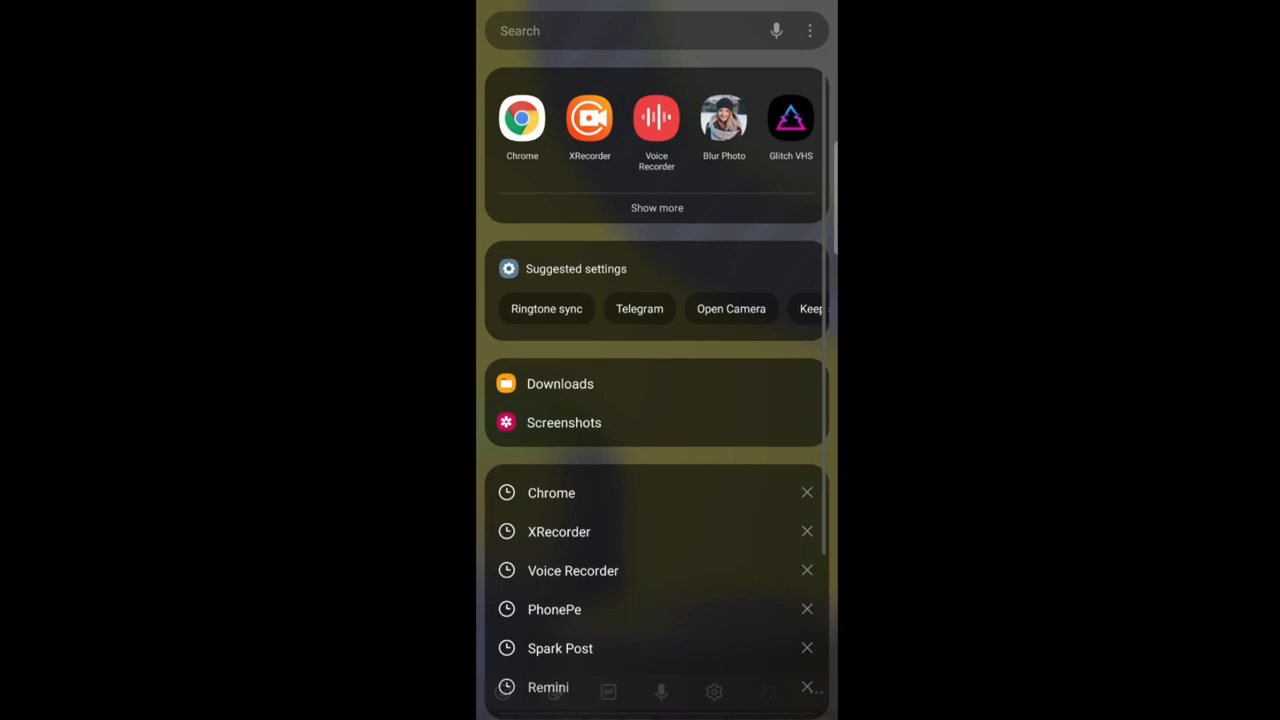 Search
Chrome
XRecorder
Voice
Recorder
Blur Photo
Glitch VHS
Show more
Suggested settings
Ringtone sync
Telegram
Open Camera
Keep
Downloads
Screenshots
Chrome
XRecorder
Voice Recorder
PhonePe
Spark Post
Remini
GIF